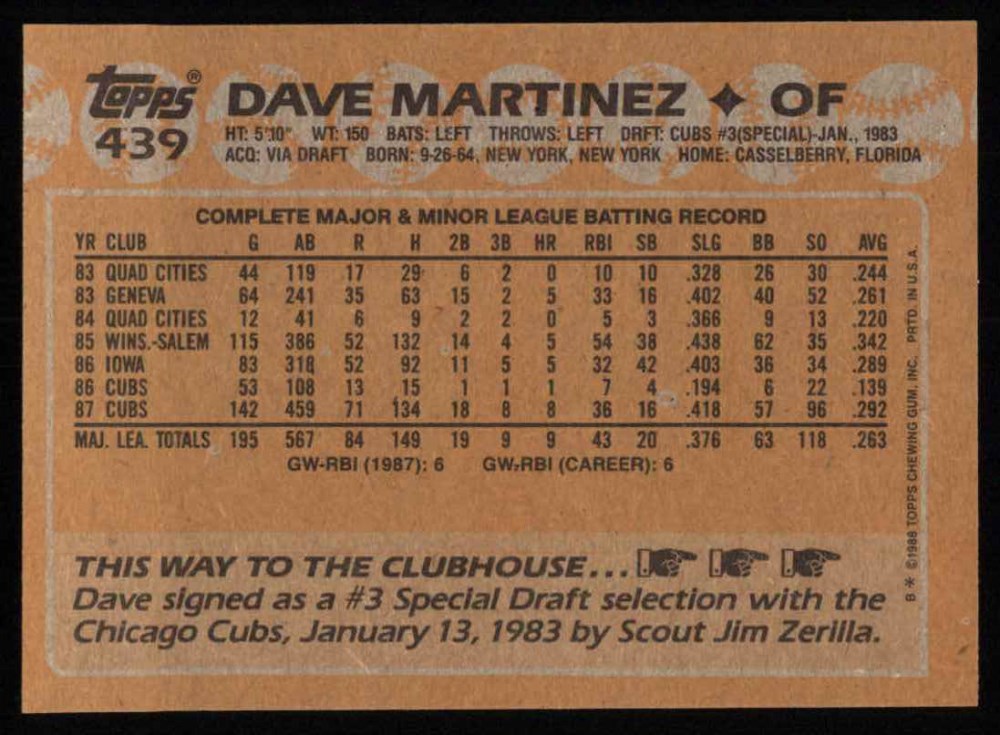 Topps® DAVE MARTINEZ ♦ OF
439 HT: 5'10" WT: 150 BATS: LEFT THROWS: LEFT DRFT: CUBS #3(SPECIAL)-JAN., 1983
ACQ: VIA DRAFT BORN: 9-26-64, NEW YORK, NEW YORK HOME: CASSELBERRY, FLORIDA
COMPLETE MAJOR & MINOR LEAGUE BATTING RECORD
YR CLUB G AB R H 2B 3B HR RBI SB SLG BB SO AVG
83 QUAD CITIES 44 119 17 29 6 2 0 10 10 .328 26 30 .244
83 GENEVA 64 241 35 63 15 2 5 33 16 .402 40 52 .261
84 QUAD CITIES 12 41 6 9 2 2 0 5 3 .366 9 13 .220
85 WINS.-SALEM 115 386 52 132 14 4 5 54 38 .438 62 35 .342
86 IOWA 83 318 52 92 11 5 5 32 42 .403 36 34 .289
86 CUBS 53 108 13 15 1 1 1 7 4 .194 6 22 .139
87 CUBS 142 459 71 134 18 8 8 36 16 .418 57 96 .292
MAJ. LEA. TOTALS 195 567 84 149 19 9 9 43 20 .376 63 118 .263
GW-RBI (1987): 6 GW-RBI (CAREER): 6
THIS WAY TO THE CLUBHOUSE...
Dave signed as a #3 Special Draft selection with the
Chicago Cubs, January 13, 1983 by Scout Jim Zerilla.
B* ©1988 TOPPS CHEWING GUM, INC. PRTD. IN U.S.A.